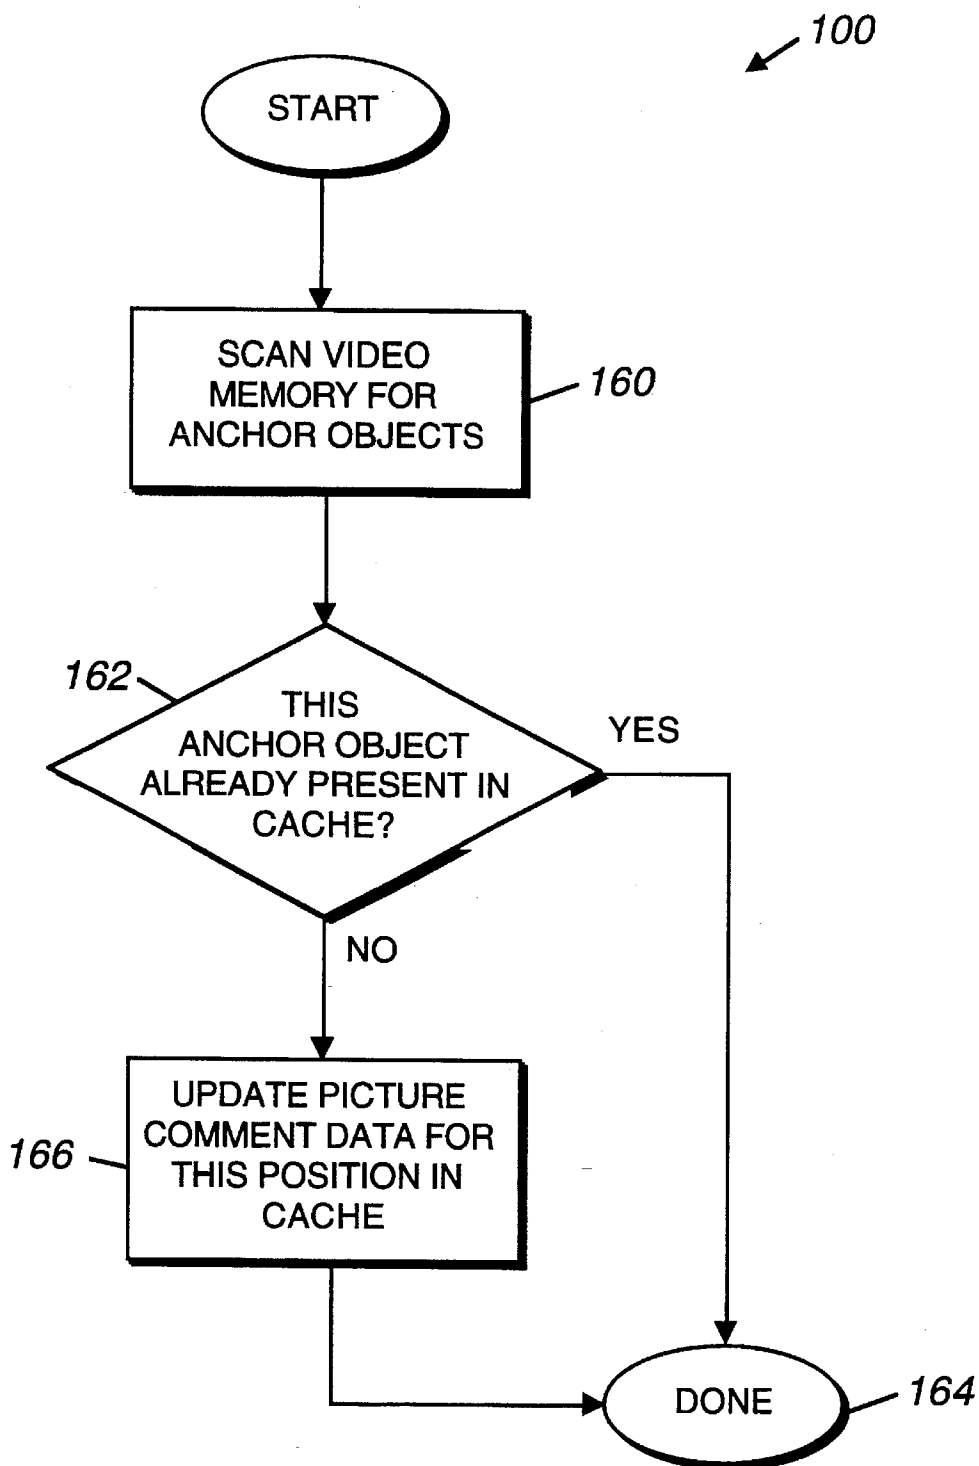 100
START
SCAN VIDEO
MEMORY FOR
ANCHOR OBJECTS
160
162
THIS
ANCHOR OBJECT
ALREADY PRESENT IN
CACHE?
YES
NO
UPDATE PICTURE
COMMENT DATA FOR
THIS POSITION IN
CACHE
166
DONE
164